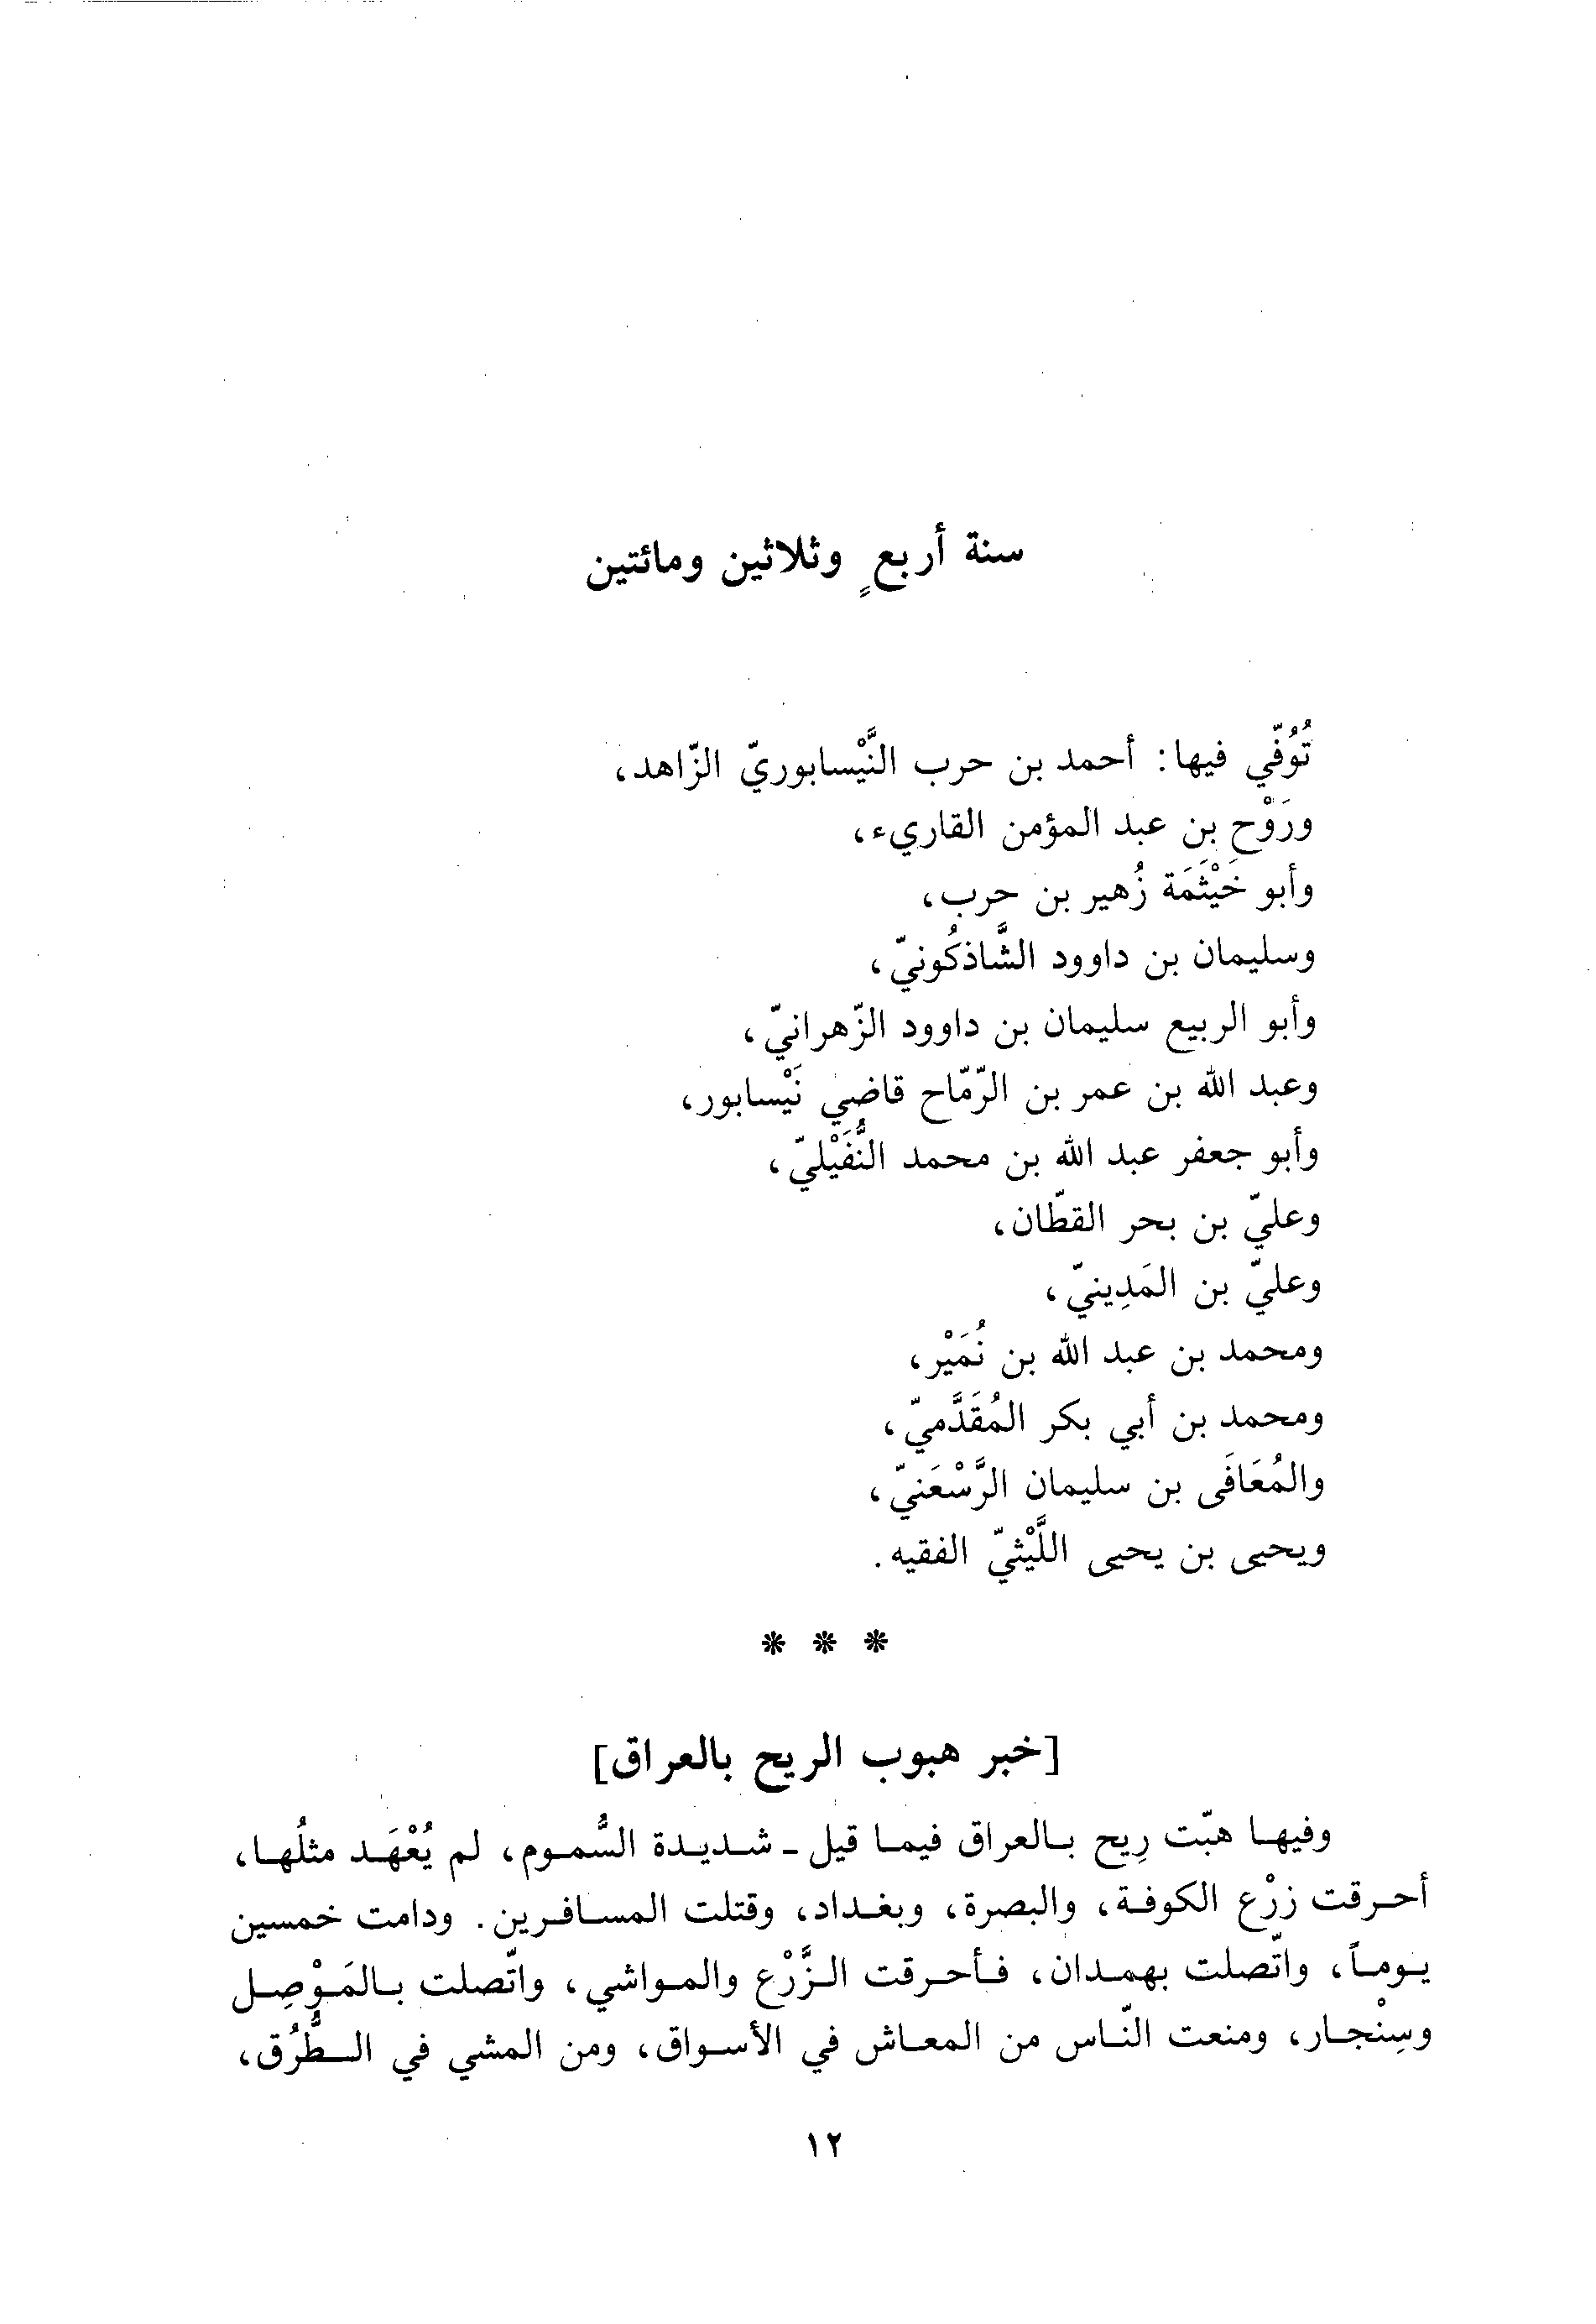 سنة أربعٍ وثلاثين ومائتين
تُوُفّي فيها: أحمد بن حرب النَّيْسابوريّ الزّاهد،
ورَوْح بن عبد المؤمن القاريء،
وأبو خَيْثَمَة زُهير بن حرب،
وسليمان بن داوود الشَّاذكُونيّ،
وأبو الربيع سليمان بن داوود الزّهرانيّ،
وعبد الله بن عمر بن الرّمّاح قاضي نَيْسابور،
وأبو جعفر عبد الله بن محمد النُّفَيْليّ،
وعليّ بن بحر القطّان،
وعليّ بن المَدِينيّ،
ومحمد بن عبد الله بن نُمَيْر،
ومحمد بن أبي بكر المُقَدَّميّ،
والمُعَافَى بن سليمان الرَّسْعَنيّ،
ويحيى بن يحيى اللَّيْثيّ الفقيه.
* * *
[خبر هبوب الريح بالعراق]
وفيها هبّت رِيح بالعراق فيما قيل - شديدة السُّموم، لم يُعْهَد مثلُها،
أحرقت زرْع الكوفة، والبصرة، وبغداد، وقتلت المسافرين. ودامت خمسين
يوماً، واتّصلت بهمدان، فأحرقت الزَّرْع والمواشي، واتّصلت بالمَوْصِل
وسِنْجار، ومنعت النّاس من المعاش في الأسواق، ومن المشي في الطُّرُق،
١٢